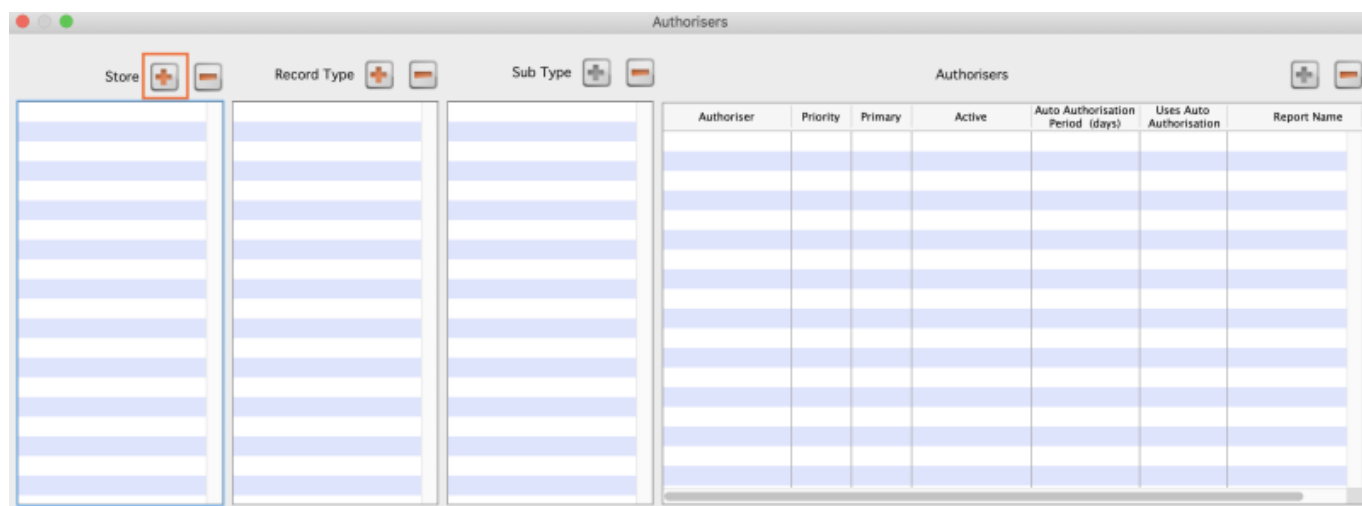 Authorisers
Store
Record Type
Sub Type
Authorisers
Authoriser
Priority
Primary
Active
Auto Authorisation
Period (days)
Uses Auto
Authorisation
Report Name